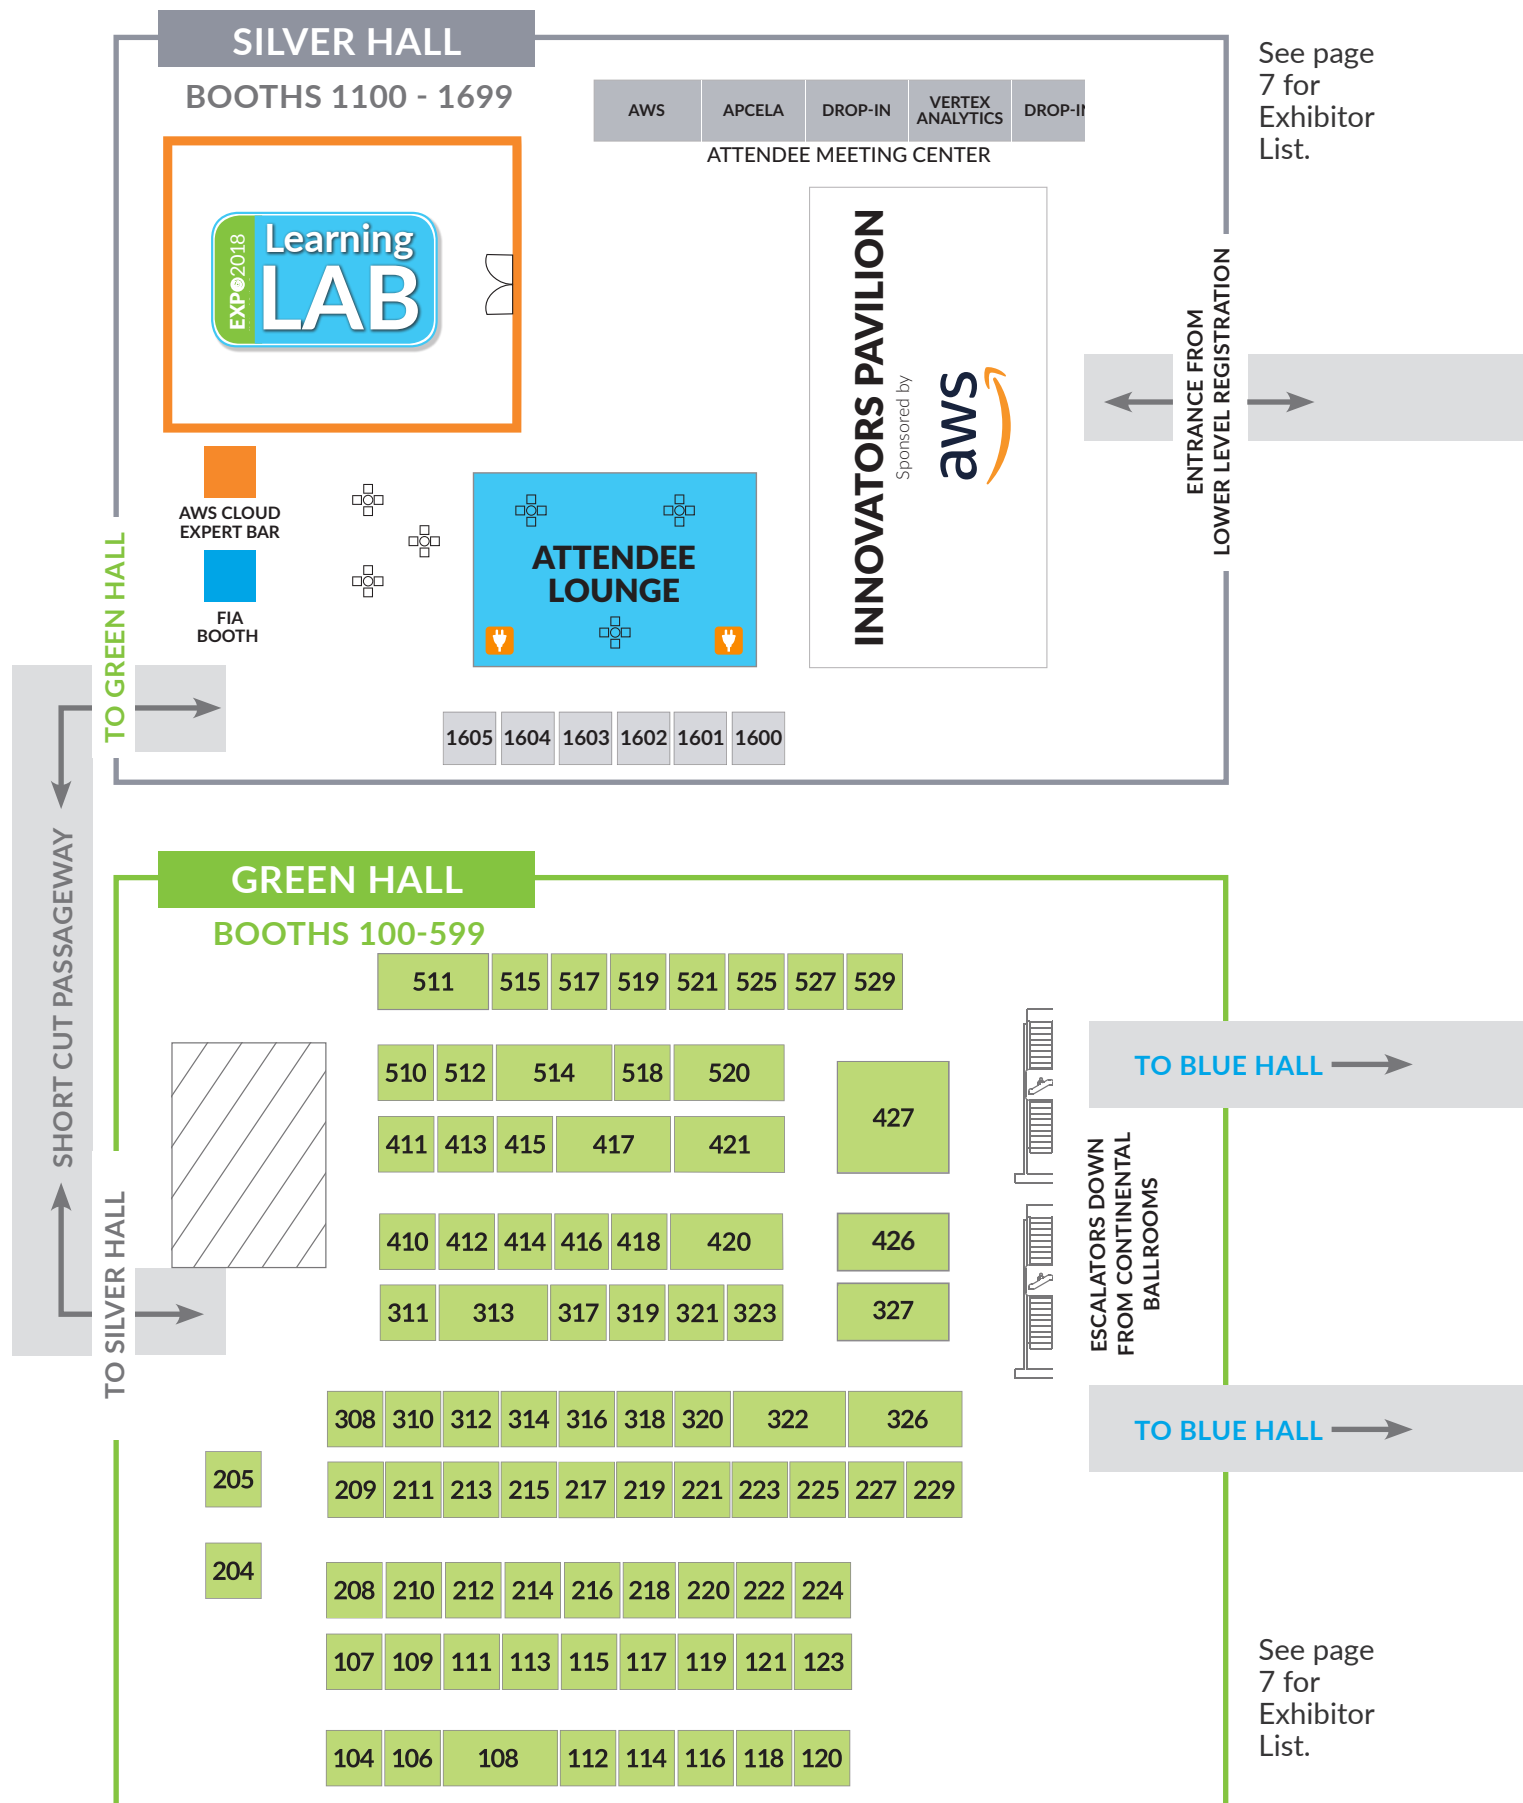 SILVER HALL
BOOTHS 1100 - 1699
See page
7 for
Exhibitor
List.
AWS
APCELA
DROP-IN
VERTEX
ANALYTICS
DROP-IN
ATTENDEE MEETING CENTER
EXPO2018
Learning
LAB
INNOVATORS PAVILION
Sponsored by
aws
ENTRANCE FROM
LOWER LEVEL REGISTRATION
AWS CLOUD
EXPERT BAR
FIA
BOOTH
ATTENDEE
LOUNGE
TO GREEN HALL
1605 1604 1603 1602 1601 1600
SHORT CUT PASSAGEWAY
GREEN HALL
BOOTHS 100-599
511 515 517 519 521 525 527 529
510 512 514 518 520
427
411 413 415 417 421
TO BLUE HALL
ESCALATORS DOWN
FROM CONTINENTAL
BALLROOMS
TO SILVER HALL
410 412 414 416 418 420 426
311 313 317 319 321 323 327
308 310 312 314 316 318 320 322 326
TO BLUE HALL
205
209 211 213 215 217 219 221 223 225 227 229
204
208 210 212 214 216 218 220 222 224
107 109 111 113 115 117 119 121 123
104 106 108 112 114 116 118 120
See page
7 for
Exhibitor
List.